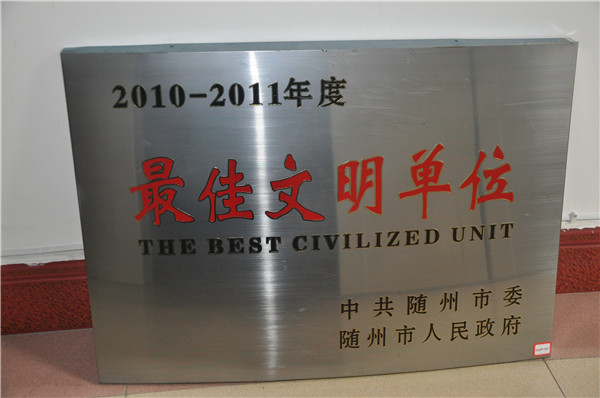 2010-2011年度
最佳文明单位
THE BEST CIVILIZED UNIT
中共随州市委
随州市人民政府